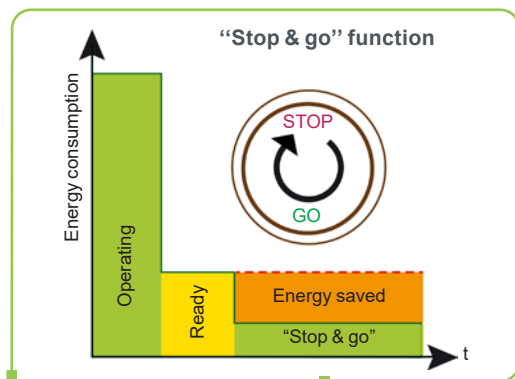 “Stop & go” function
Energy consumption
STOP
GO
Operating
Ready
Energy saved
“Stop & go”
t